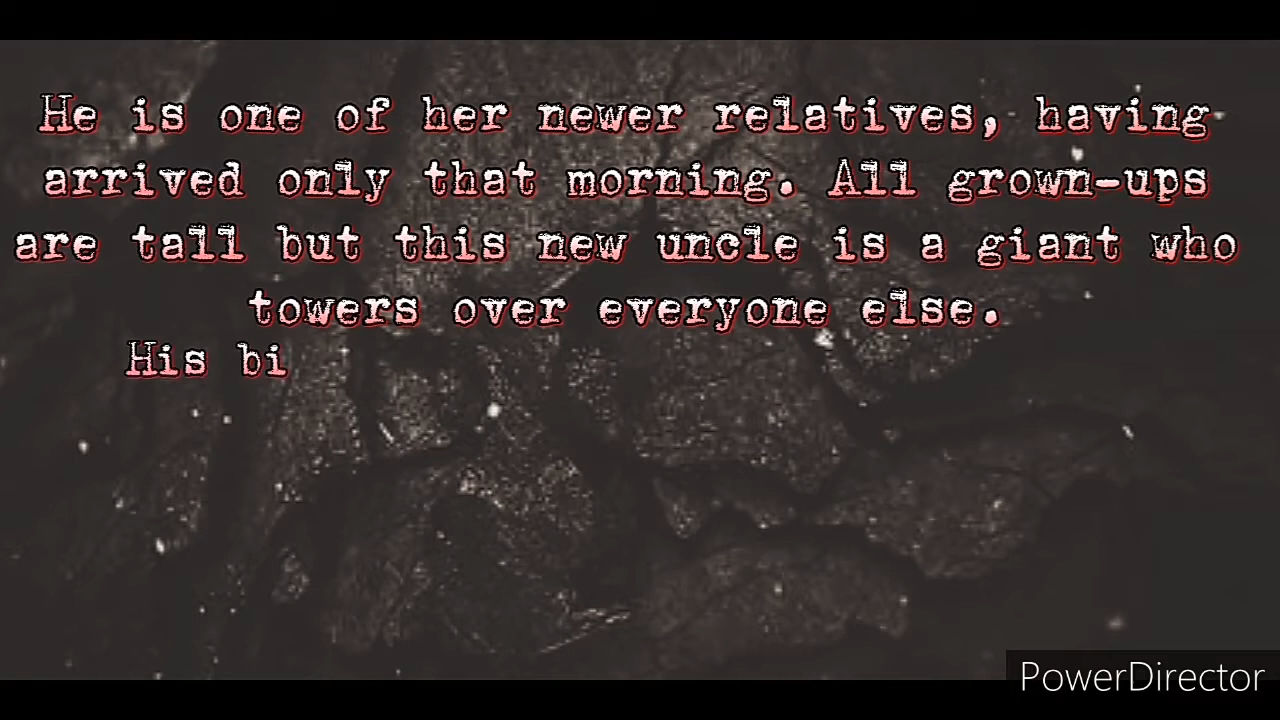 He is one of her newer relatives, having
arrived only that morning. All grown-ups
are tall but this new uncle is a giant who
towers over everyone else.
His bi
PowerDirector